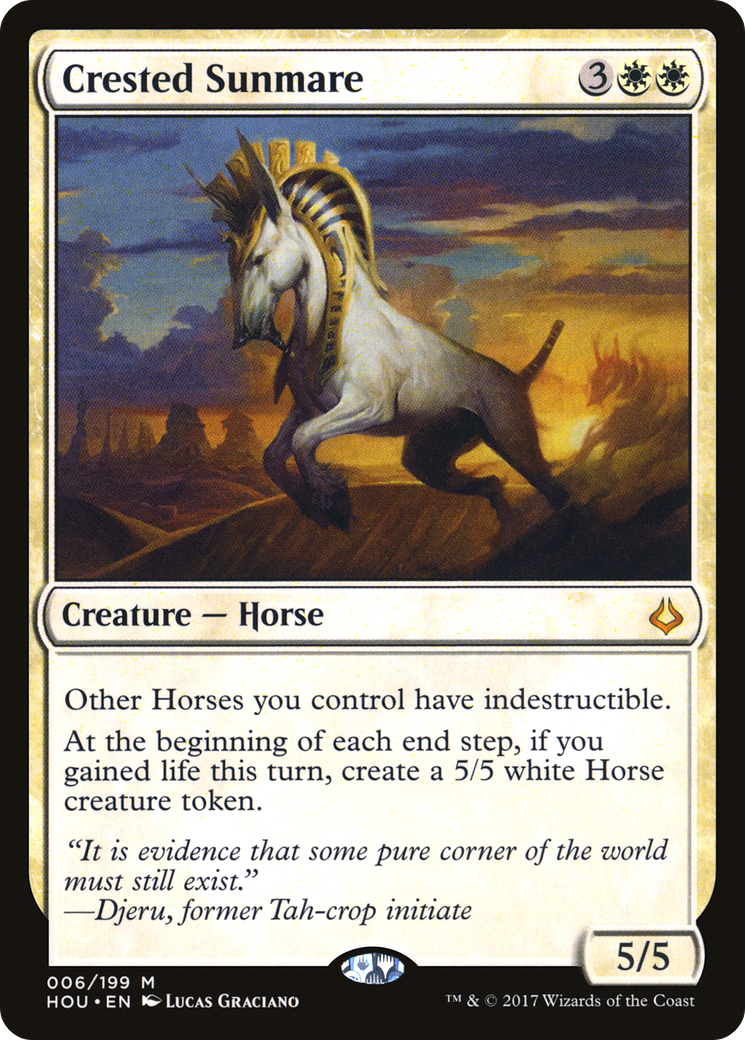 Crested Sunmare 3
Creature — Horse
Other Horses you control have indestructible.
At the beginning of each end step, if you
gained life this turn, create a 5/5 white Horse
creature token.
“It is evidence that some pure corner of the world
must still exist.”
—Djeru, former Tah-crop initiate
5/5
006/199 M
HOU • EN Lucas Graciano
™ & © 2017 Wizards of the Coast